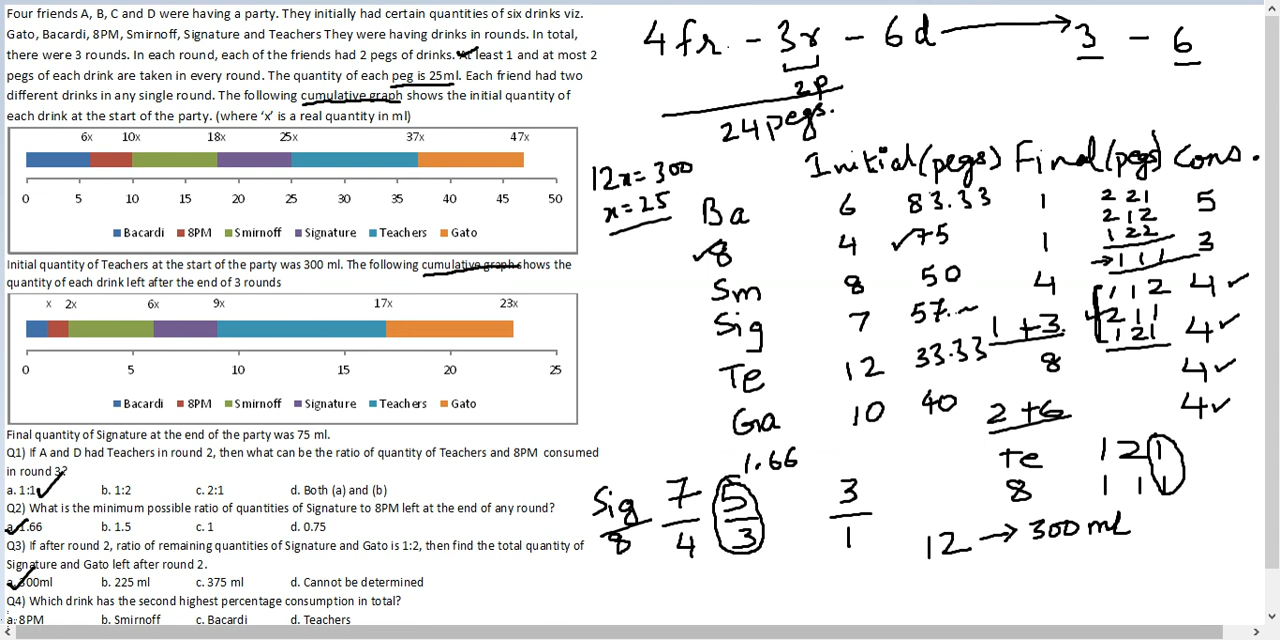 Four friends A, B, C and D were having a party. They initially had certain quantities of six drinks viz.
Gato, Bacardi, 8PM, Smirnoff, Signature and Teachers They were having drinks in rounds. In total,
there were 3 rounds. In each round, each of the friends had 2 pegs of drinks. At least 1 and at most 2
pegs of each drink are taken in every round. The quantity of each peg is 25ml. Each friend had two
different drinks in any single round. The following cumulative graph shows the initial quantity of
each drink at the start of the party. (where 'x' is a real quantity in ml)
6x 10x 18x 25x 37x 47x
0 5 10 15 20 25 30 35 40 45 50
Bacardi 8PM Smirnoff Signature Teachers Gato
Initial quantity of Teachers at the start of the party was 300 ml. The following cumulative graph shows the
quantity of each drink left after the end of 3 rounds
x 2x 6x 9x 17x 23x
0 5 10 15 20 25
Bacardi 8PM Smirnoff Signature Teachers Gato
Final quantity of Signature at the end of the party was 75 ml.
Q1) If A and D had Teachers in round 2, then what can be the ratio of quantity of Teachers and 8PM consumed
in round 3?
a. 1:1 b. 1:2 c. 2:1 d. Both (a) and (b)
Q2) What is the minimum possible ratio of quantities of Signature to 8PM left at the end of any round?
a. 1.66 b. 1.5 c. 1 d. 0.75
Q3) If after round 2, ratio of remaining quantities of Signature and Gato is 1:2, then find the total quantity of
Signature and Gato left after round 2.
a. 300ml b. 225 ml c. 375 ml d. Cannot be determined
Q4) Which drink has the second highest percentage consumption in total?
a. 8PM b. Smirnoff c. Bacardi d. Teachers
4 fr. - 3r - 6d → 3 - 6
2p
24 pegs.
12x = 300
x = 25
Initial (pegs) Final (pegs) Cons.
Ba 6 83.33 1 2 2 1 5
2 1 2
8 4 75 1 1 2 2 3
→ 1 1 1
Sm 8 50 4 1 1 2 4
Sig 7 57.~ 1 + 3 2 1 1 4
1 2 1
Te 12 33.33 8 4
Ga 10 40 2 + 6 4
1.66
Te 1 2 1
8 1 1 1
Sig/8 7/4 5/3 3/1
12 → 300 ml